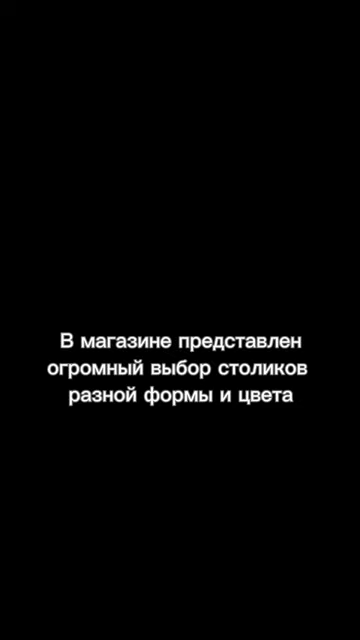 В магазине представлен
огромный выбор столиков
разной формы и цвета